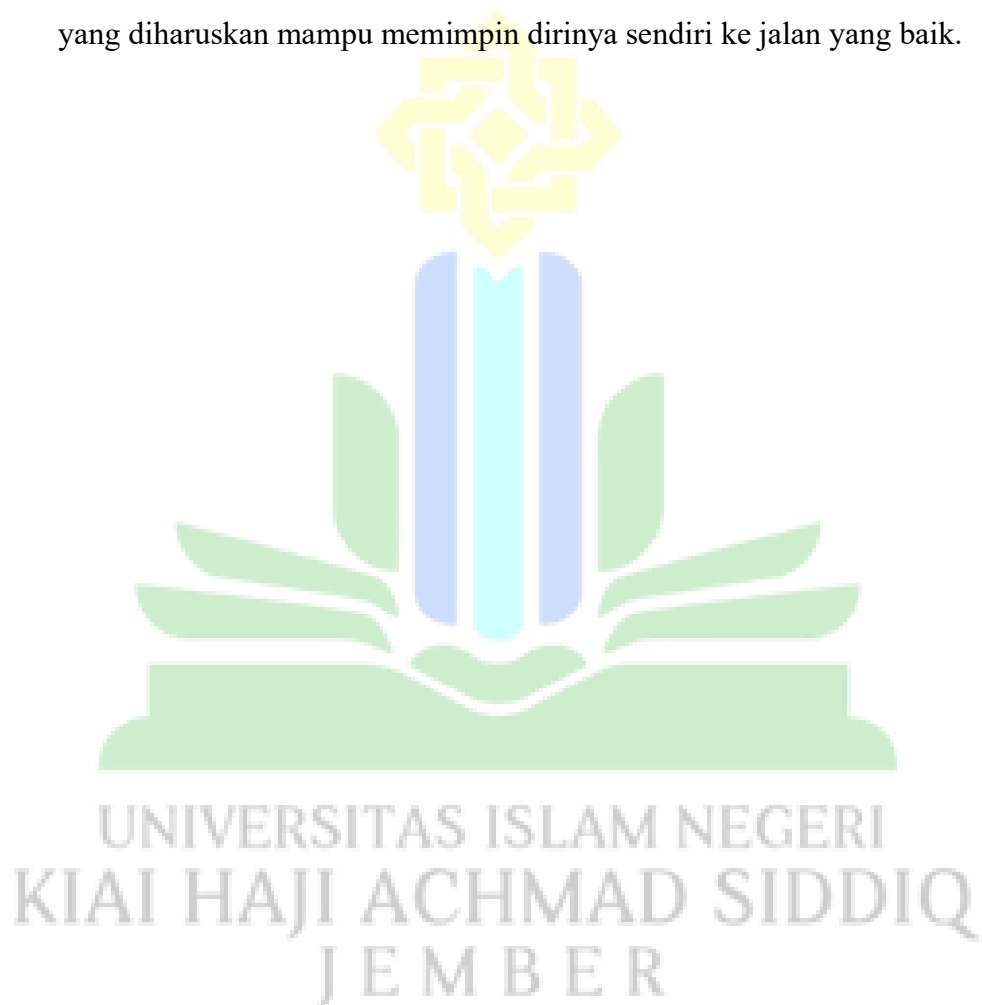 yang diharuskan mampu memimpin dirinya sendiri ke jalan yang baik.
UNIVERSITAS ISLAM NEGERI
KIAI HAJI ACHMAD SIDDIQ
JEMBER